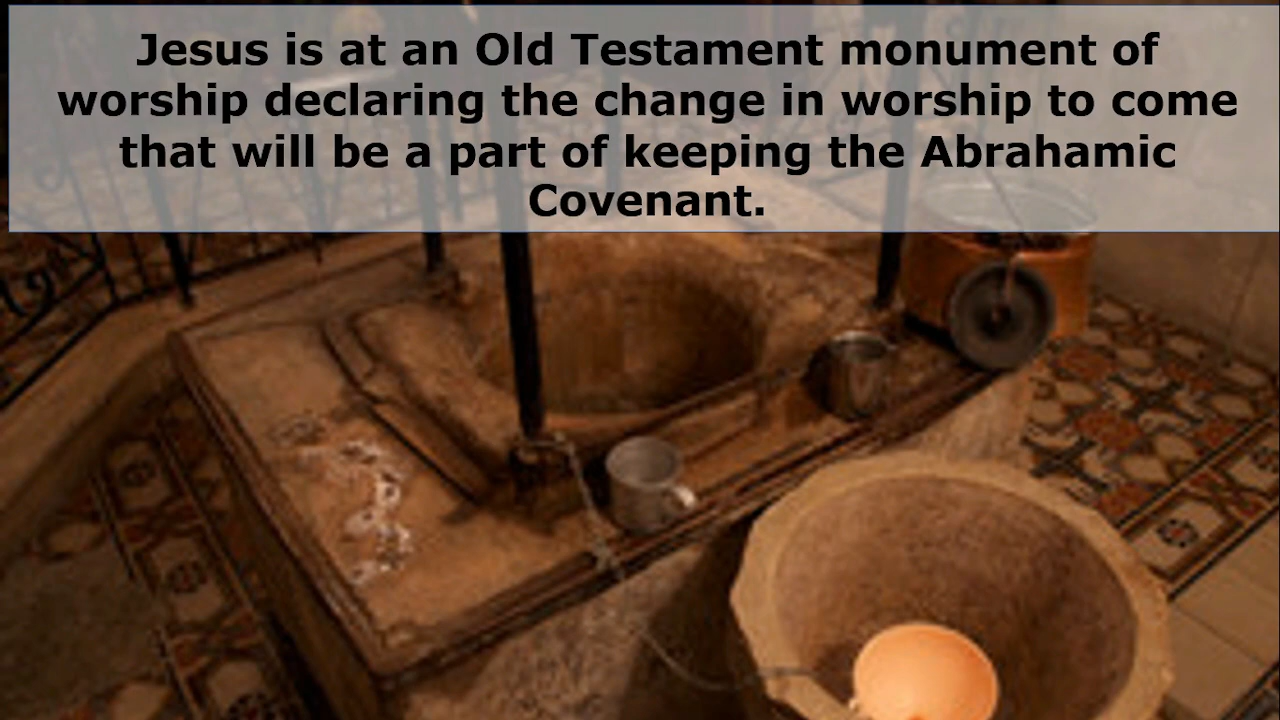 Jesus is at an Old Testament monument of
worship declaring the change in worship to come
that will be a part of keeping the Abrahamic
Covenant.